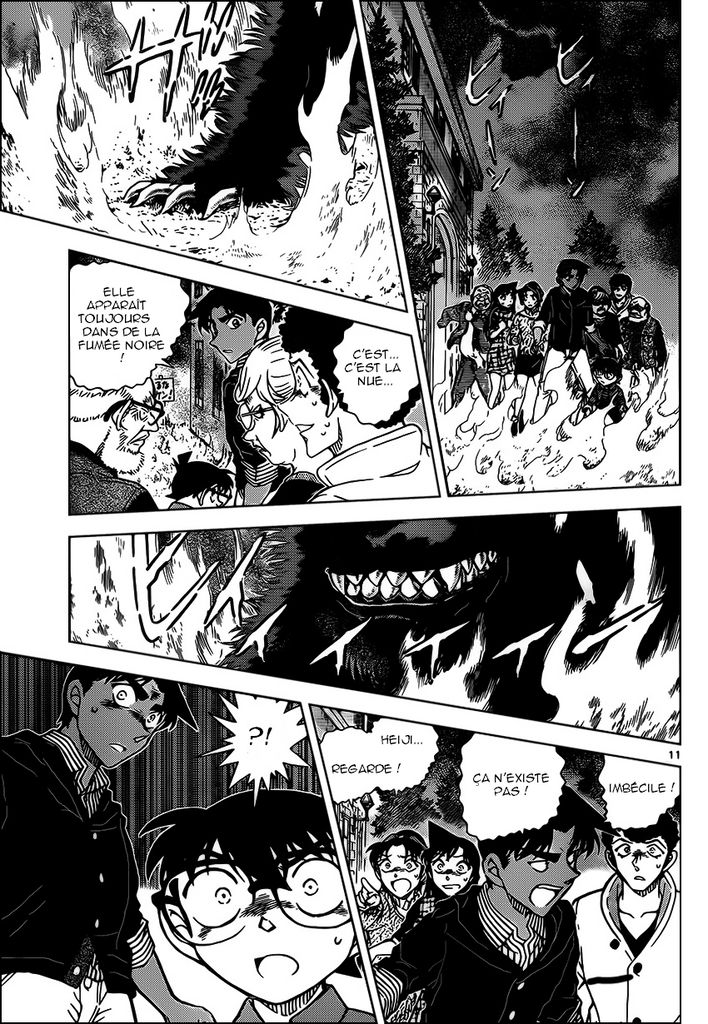 C'EST...
C'EST LA
NUE...
ELLE
APPARAÎT
TOUJOURS
DANS DE LA
FUMÉE NOIRE
!
11
IMBÉCILE !
ÇA N'EXISTE
PAS !
HEIJI...
REGARDE !
?!